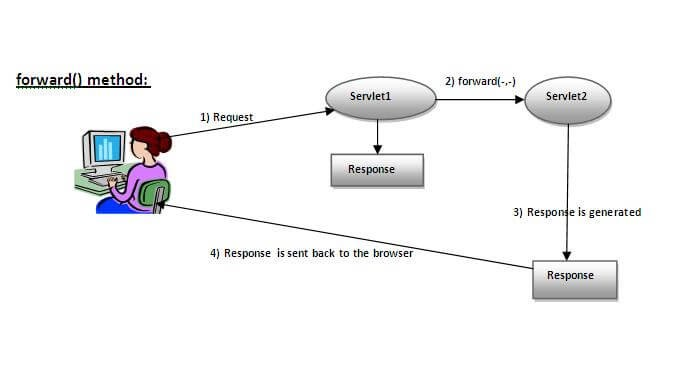 forward() method:
2) forward(-,-)
Servlet1
Servlet2
1) Request
Response
3) Response is generated
4) Response is sent back to the browser
Response